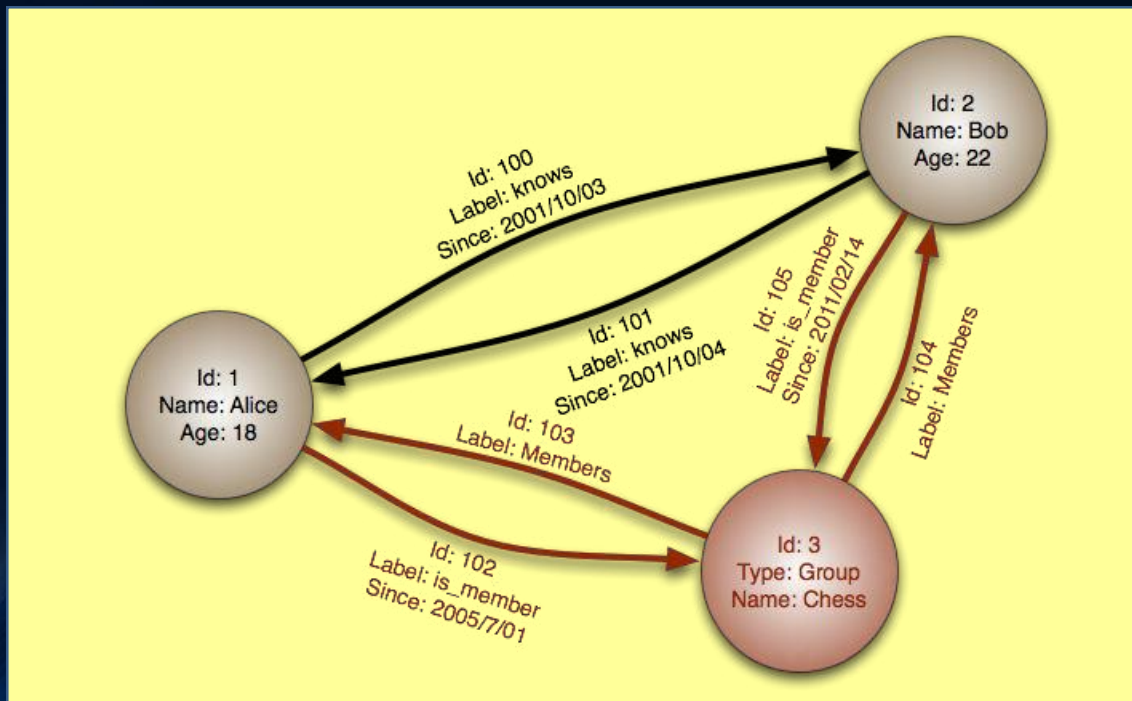 Id: 2
Name: Bob
Age: 22
Id: 100
Label: knows
Since: 2001/10/03
Id: 101
Label: knows
Since: 2001/10/04
Id: 105
Label: is_member
Since: 2011/02/14
Id: 104
Label: Members
Id: 1
Name: Alice
Age: 18
Id: 103
Label: Members
Id: 102
Label: is_member
Since: 2005/7/01
Id: 3
Type: Group
Name: Chess